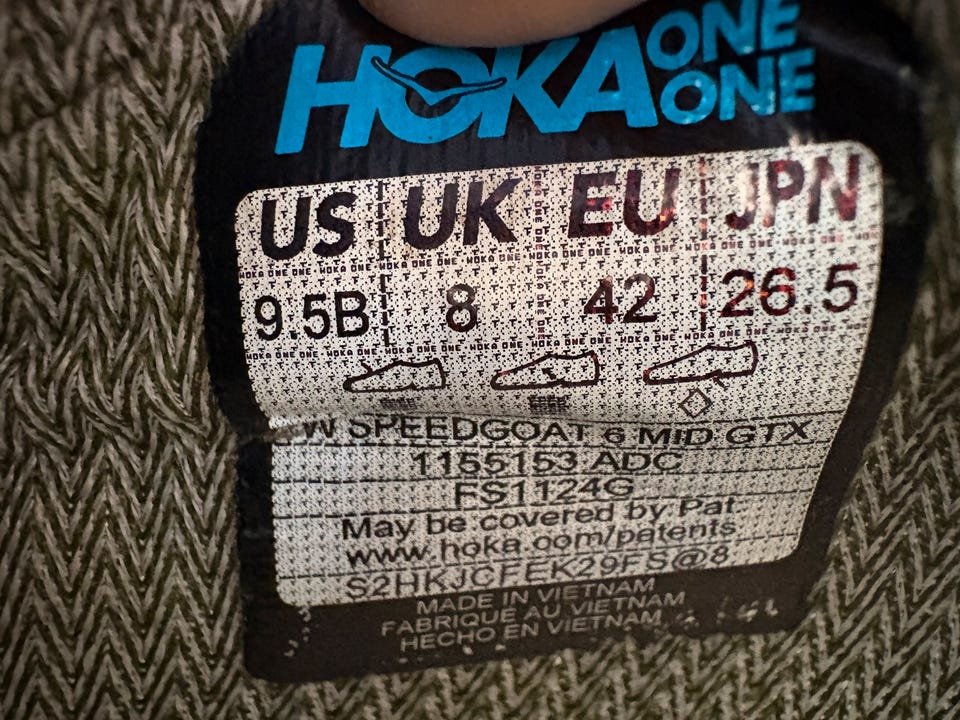 HOKA ONE ONE
US UK EU JPN
9.5B 8 42 26.5
W SPEEDGOAT 6 MID GTX
1155153 ADC
FS1124G
May be covered by Pat.
www.hoka.com/patents
S2HKJCFEK29FS@8
MADE IN VIETNAM
FABRIQUE AU VIETNAM
HECHO EN VIETNAM